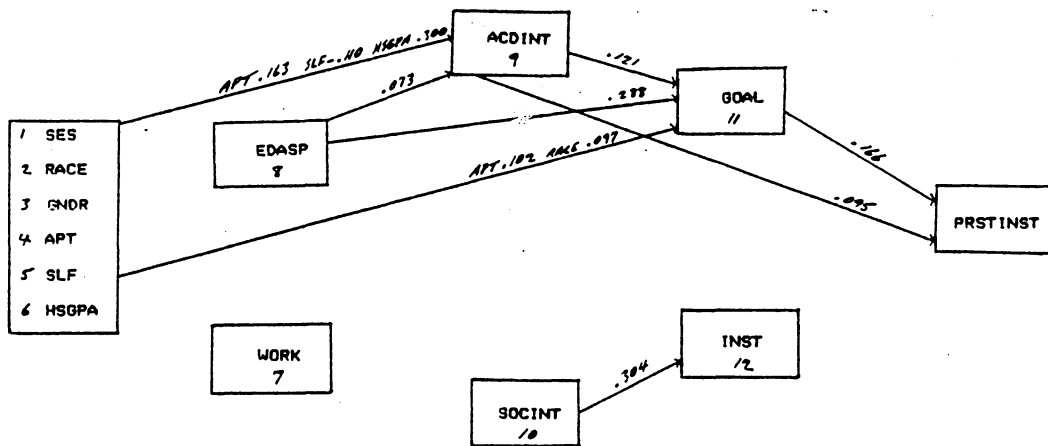 ACDINT
9
APT .163 SLF-.110 HSGPA .300
.121
.073
GOAL
11
.288
1 SES
2 RACE
3 GNDR
4 APT
5 SLF
6 HSGPA
EDASP
8
APT .102 RACE .097
.166
.095
PRSTINST
WORK
7
INST
12
.304
SOCINT
10